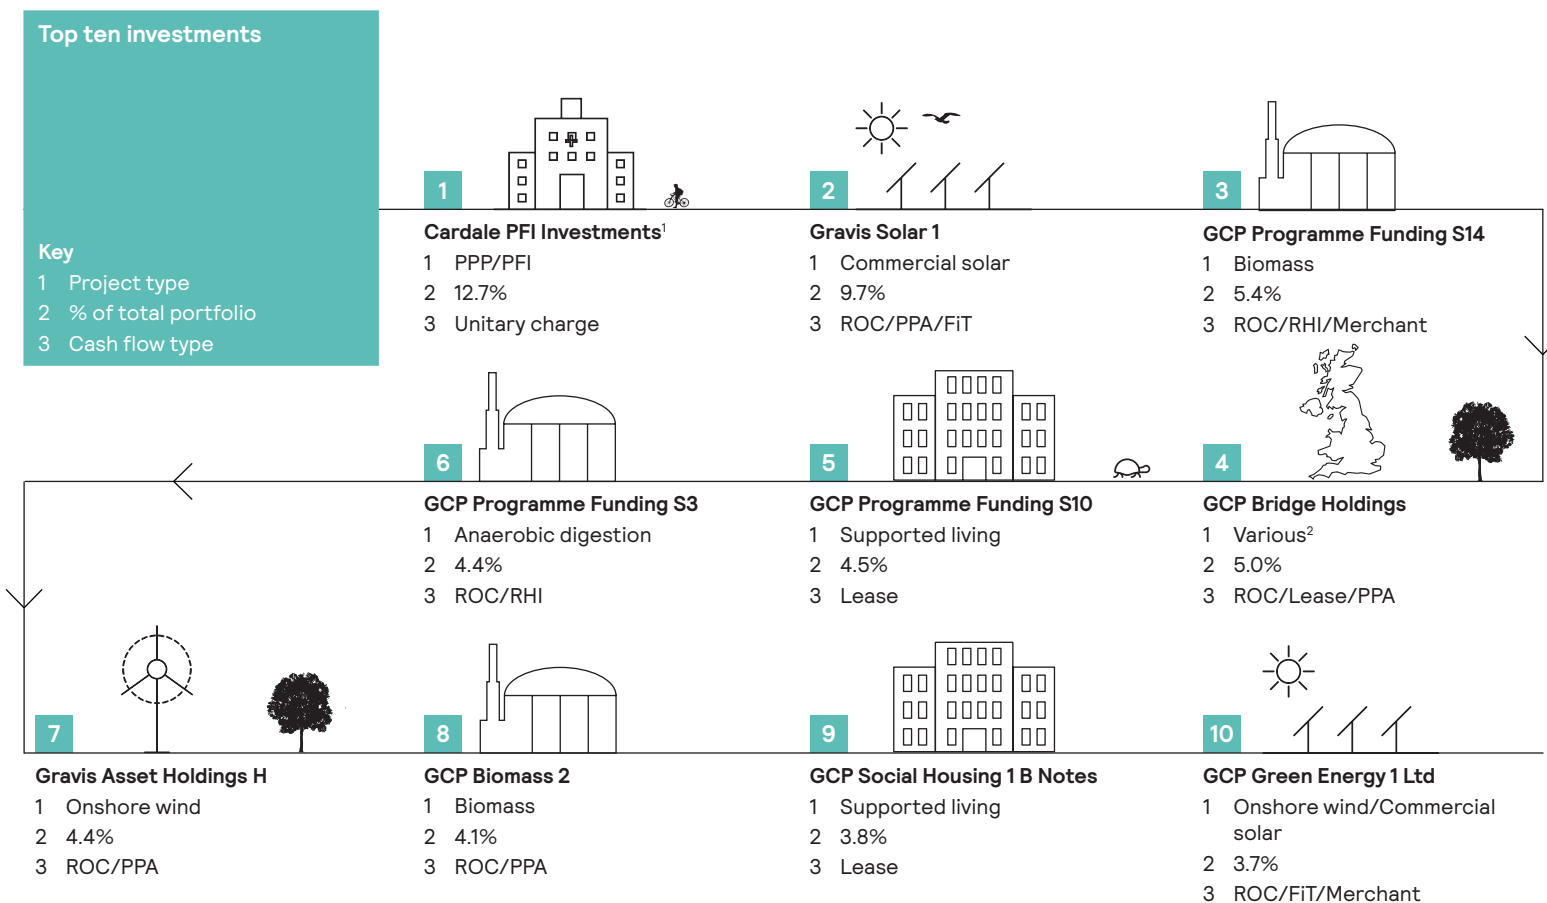 Top ten investments
Key
1 Project type
2 % of total portfolio
3 Cash flow type
1
Cardale PFI Investments¹
1 PPP/PFI
2 12.7%
3 Unitary charge
2
Gravis Solar 1
1 Commercial solar
2 9.7%
3 ROC/PPA/FiT
3
GCP Programme Funding S14
1 Biomass
2 5.4%
3 ROC/RHI/Merchant
4
GCP Bridge Holdings
1 Various²
2 5.0%
3 ROC/Lease/PPA
5
GCP Programme Funding S10
1 Supported living
2 4.5%
3 Lease
6
GCP Programme Funding S3
1 Anaerobic digestion
2 4.4%
3 ROC/RHI
7
Gravis Asset Holdings H
1 Onshore wind
2 4.4%
3 ROC/PPA
8
GCP Biomass 2
1 Biomass
2 4.1%
3 ROC/PPA
9
GCP Social Housing 1 B Notes
1 Supported living
2 3.8%
3 Lease
10
GCP Green Energy 1 Ltd
1 Onshore wind/Commercial
solar
2 3.7%
3 ROC/FiT/Merchant